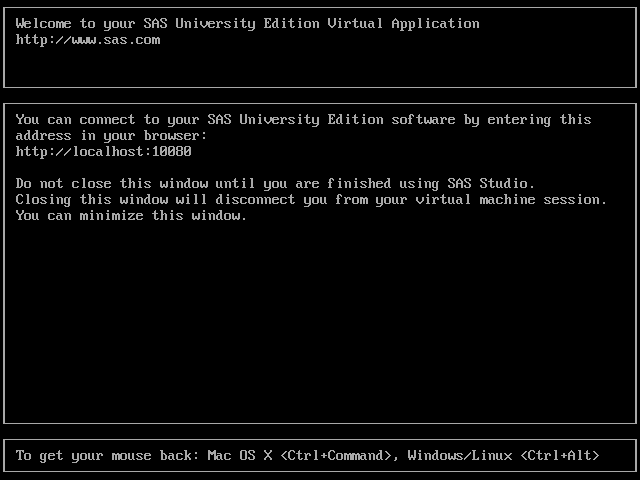 Welcome to your SAS University Edition Virtual Application
http://www.sas.com
You can connect to your SAS University Edition software by entering this
address in your browser:
http://localhost:10080
Do not close this window until you are finished using SAS Studio.
Closing this window will disconnect you from your virtual machine session.
You can minimize this window.
To get your mouse back: Mac OS X <Ctrl+Command>, Windows/Linux <Ctrl+Alt>